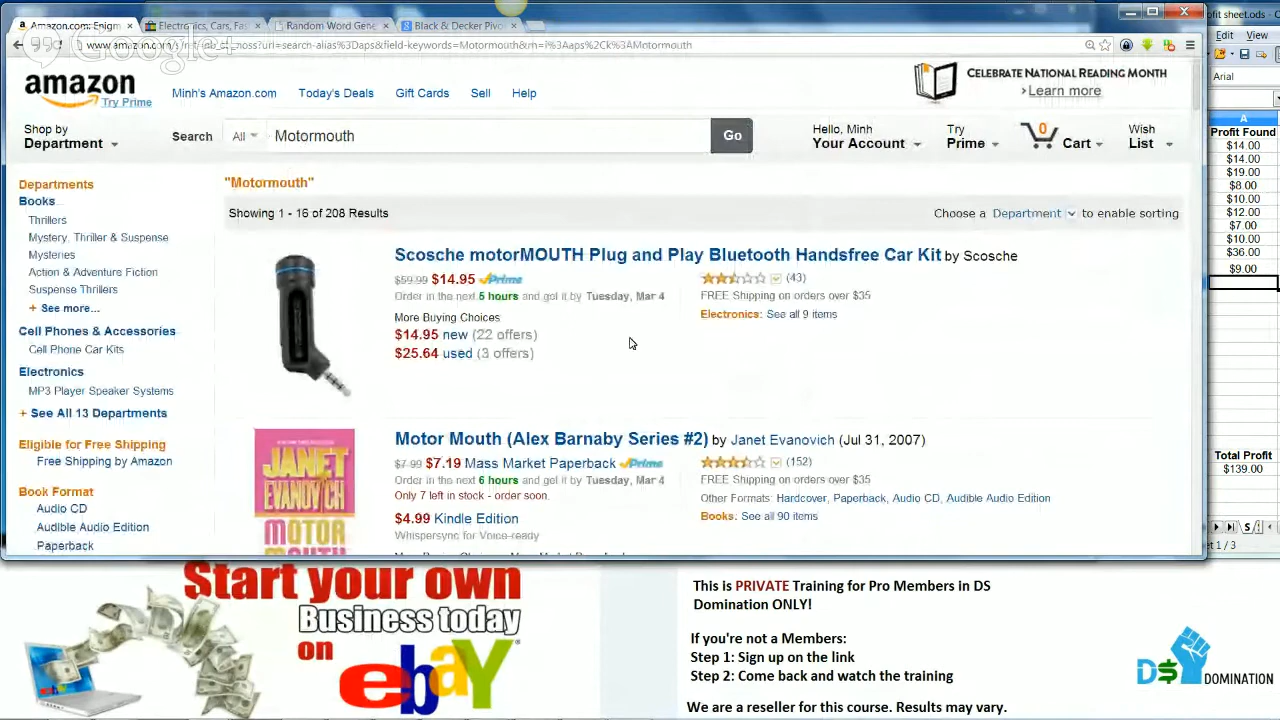 Amazon.com: Enigm
Electronics, Cars, Fas
Random Word Gene
Black & Decker Pivo
Google+
Motormouth
ofit sheet.ods -
Edit View
Arial
amazon
Try Prime
Minh's Amazon.com
Today's Deals
Gift Cards
Sell
Help
CELEBRATE NATIONAL READING MONTH
›Learn more
Shop by
Department
Search
All
Motormouth
Go
Hello, Minh
Your Account
Try
Prime
0
Cart
Wish
List
A
Profit Found
$14.00
$14.00
$19.00
$8.00
$10.00
$12.00
$7.00
$10.00
$36.00
$9.00
Total Profit
$139.00
Departments
Books
Thrillers
Mystery, Thriller & Suspense
Mysteries
Action & Adventure Fiction
Suspense Thrillers
+ See more...
Cell Phones & Accessories
Cell Phone Car Kits
Electronics
MP3 Player Speaker Systems
+ See All 13 Departments
Eligible for Free Shipping
Free Shipping by Amazon
Book Format
Audio CD
Audible Audio Edition
Paperback
"Motormouth"
Showing 1 - 16 of 208 Results
Choose a Department to enable sorting
Scosche motorMOUTH Plug and Play Bluetooth Handsfree Car Kit by Scosche
$59.99 $14.95 Prime
Order in the next 5 hours and get it by Tuesday, Mar 4
More Buying Choices
$14.95 new (22 offers)
$25.64 used (3 offers)
(43)
FREE Shipping on orders over $35
Electronics: See all 9 items
JANET
EVANOVICH
MOTOR
MOUTH
Motor Mouth (Alex Barnaby Series #2) by Janet Evanovich (Jul 31, 2007)
$7.99 $7.19 Mass Market Paperback Prime
Order in the next 6 hours and get it by Tuesday, Mar 4
Only 7 left in stock - order soon.
$4.99 Kindle Edition
Whispersync for Voice-ready
(152)
FREE Shipping on orders over $35
Other Formats: Hardcover, Paperback, Audio CD, Audible Audio Edition
Books: See all 90 items
et 1 / 3
Start your own
Business today
on
ebaY
This is PRIVATE Training for Pro Members in DS
Domination ONLY!
If you're not a Members:
Step 1: Sign up on the link
Step 2: Come back and watch the training
We are a reseller for this course. Results may vary.
D$ DOMINATION